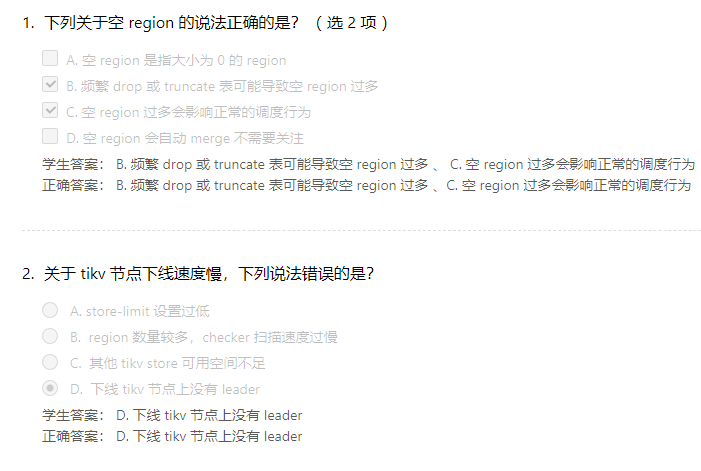 1. 下列关于空 region 的说法正确的是？（ 选 2 项 ）
A. 空 region 是指大小为 0 的 region
B. 频繁 drop 或 truncate 表可能导致空 region 过多
C. 空 region 过多会影响正常的调度行为
D. 空 region 会自动 merge 不需要关注
学生答案： B. 频繁 drop 或 truncate 表可能导致空 region 过多 、 C. 空 region 过多会影响正常的调度行为
正确答案： B. 频繁 drop 或 truncate 表可能导致空 region 过多 、C. 空 region 过多会影响正常的调度行为
2. 关于 tikv 节点下线速度慢，下列说法错误的是？
A. store-limit 设置过低
B. region 数量较多，checker 扫描速度过慢
C. 其他 tikv store 可用空间不足
D. 下线 tikv 节点上没有 leader
学生答案： D. 下线 tikv 节点上没有 leader
正确答案： D. 下线 tikv 节点上没有 leader